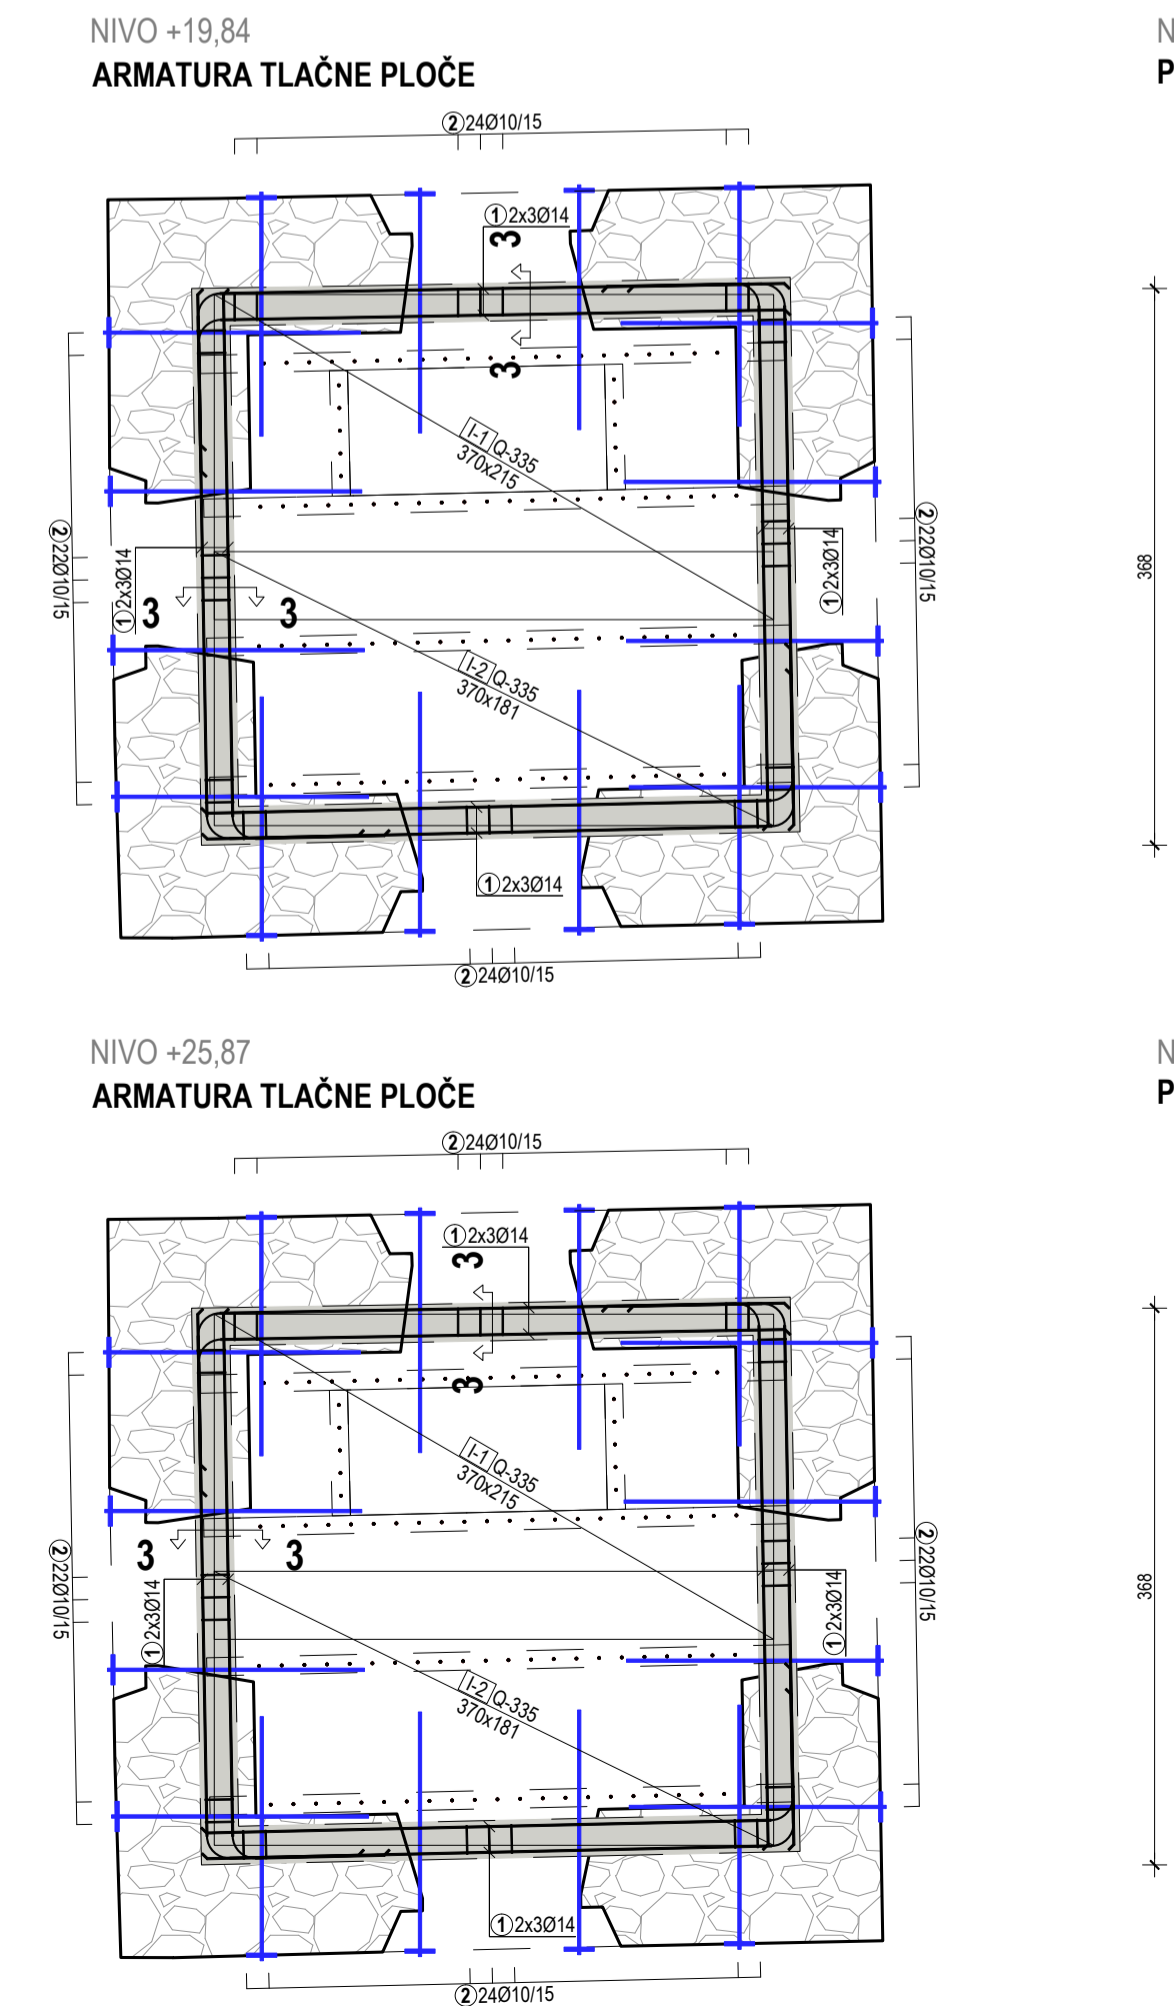 NIVO +19,84
N
ARMATURA TLAČNE PLOČE
P
②24Ø10/15
①2x3Ø14
3
3
I-1 Q-335
370x215
②22Ø10/15
①2x3Ø14
3
3
①2x3Ø14
②22Ø10/15
368
I-2 Q-335
370x181
①2x3Ø14
②24Ø10/15
NIVO +25,87
N
ARMATURA TLAČNE PLOČE
P
②24Ø10/15
①2x3Ø14
3
3
I-1 Q-335
370x215
②22Ø10/15
3
3
①2x3Ø14
①2x3Ø14
②22Ø10/15
368
I-2 Q-335
370x181
①2x3Ø14
②24Ø10/15